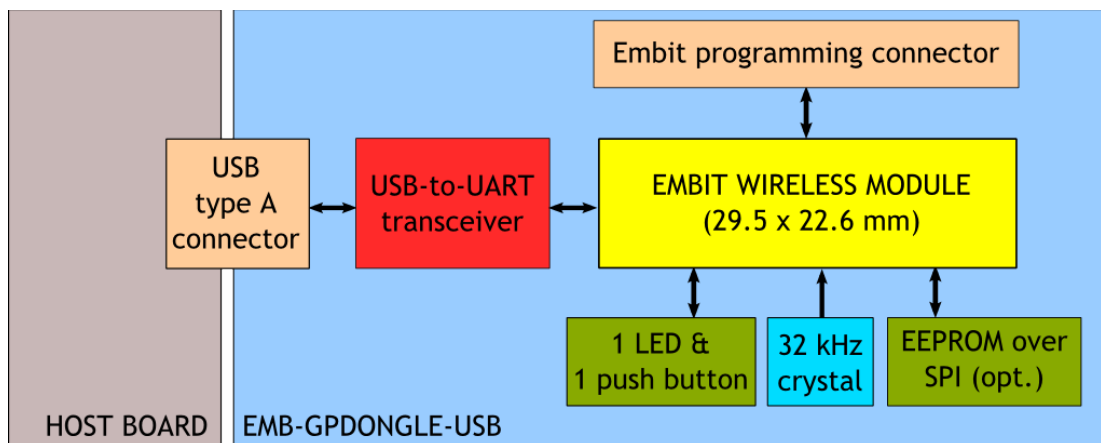 Embit programming connector
USB
type A
connector
USB-to-UART
transceiver
EMBIT WIRELESS MODULE
(29.5 x 22.6 mm)
1 LED &
1 push button
32 kHz
crystal
EEPROM over
SPI (opt.)
HOST BOARD
EMB-GPDONGLE-USB